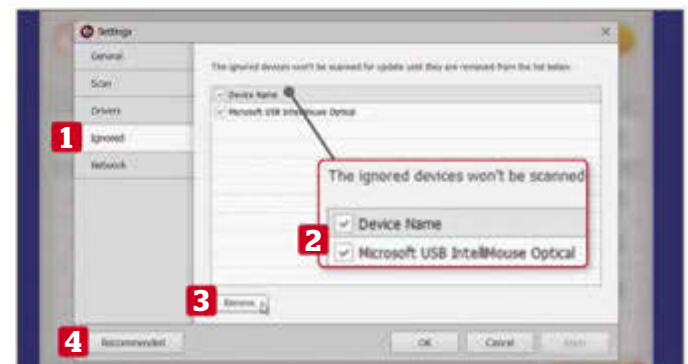 Settings
General
Scan
Drivers
1
Ignored
Network
The ignored devices won't be scanned for update until they are removed from the list below.
Device Name
Microsoft USB IntelliMouse Optical
The ignored devices won't be scanned
Device Name
2
Microsoft USB IntelliMouse Optical
3
Remove
4
Recommended
OK
Cancel
Apply